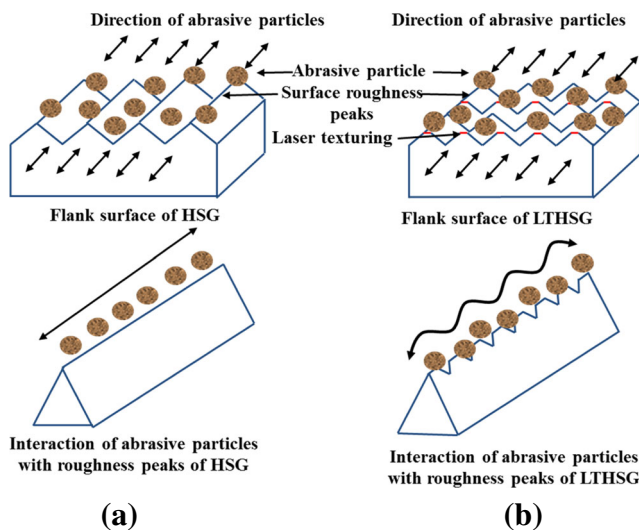 Direction of abrasive particles
Direction of abrasive particles
Abrasive particle
Surface roughness
peaks
Laser texturing
Flank surface of HSG
Flank surface of LTHSG
Interaction of abrasive particles
with roughness peaks of HSG
Interaction of abrasive particles
with roughness peaks of LTHSG
(a)
(b)